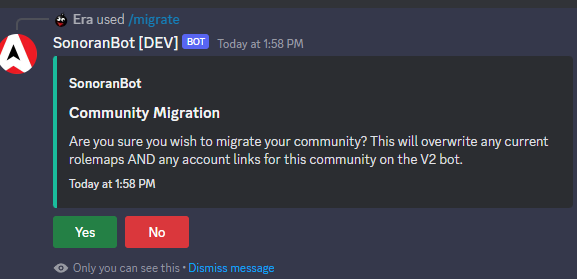 Era used /migrate
SonoranBot [DEV] BOT Today at 1:58 PM
SonoranBot
Community Migration
Are you sure you wish to migrate your community? This will overwrite any current
rolemaps AND any account links for this community on the V2 bot.
Today at 1:58 PM
Yes No
Only you can see this • Dismiss message